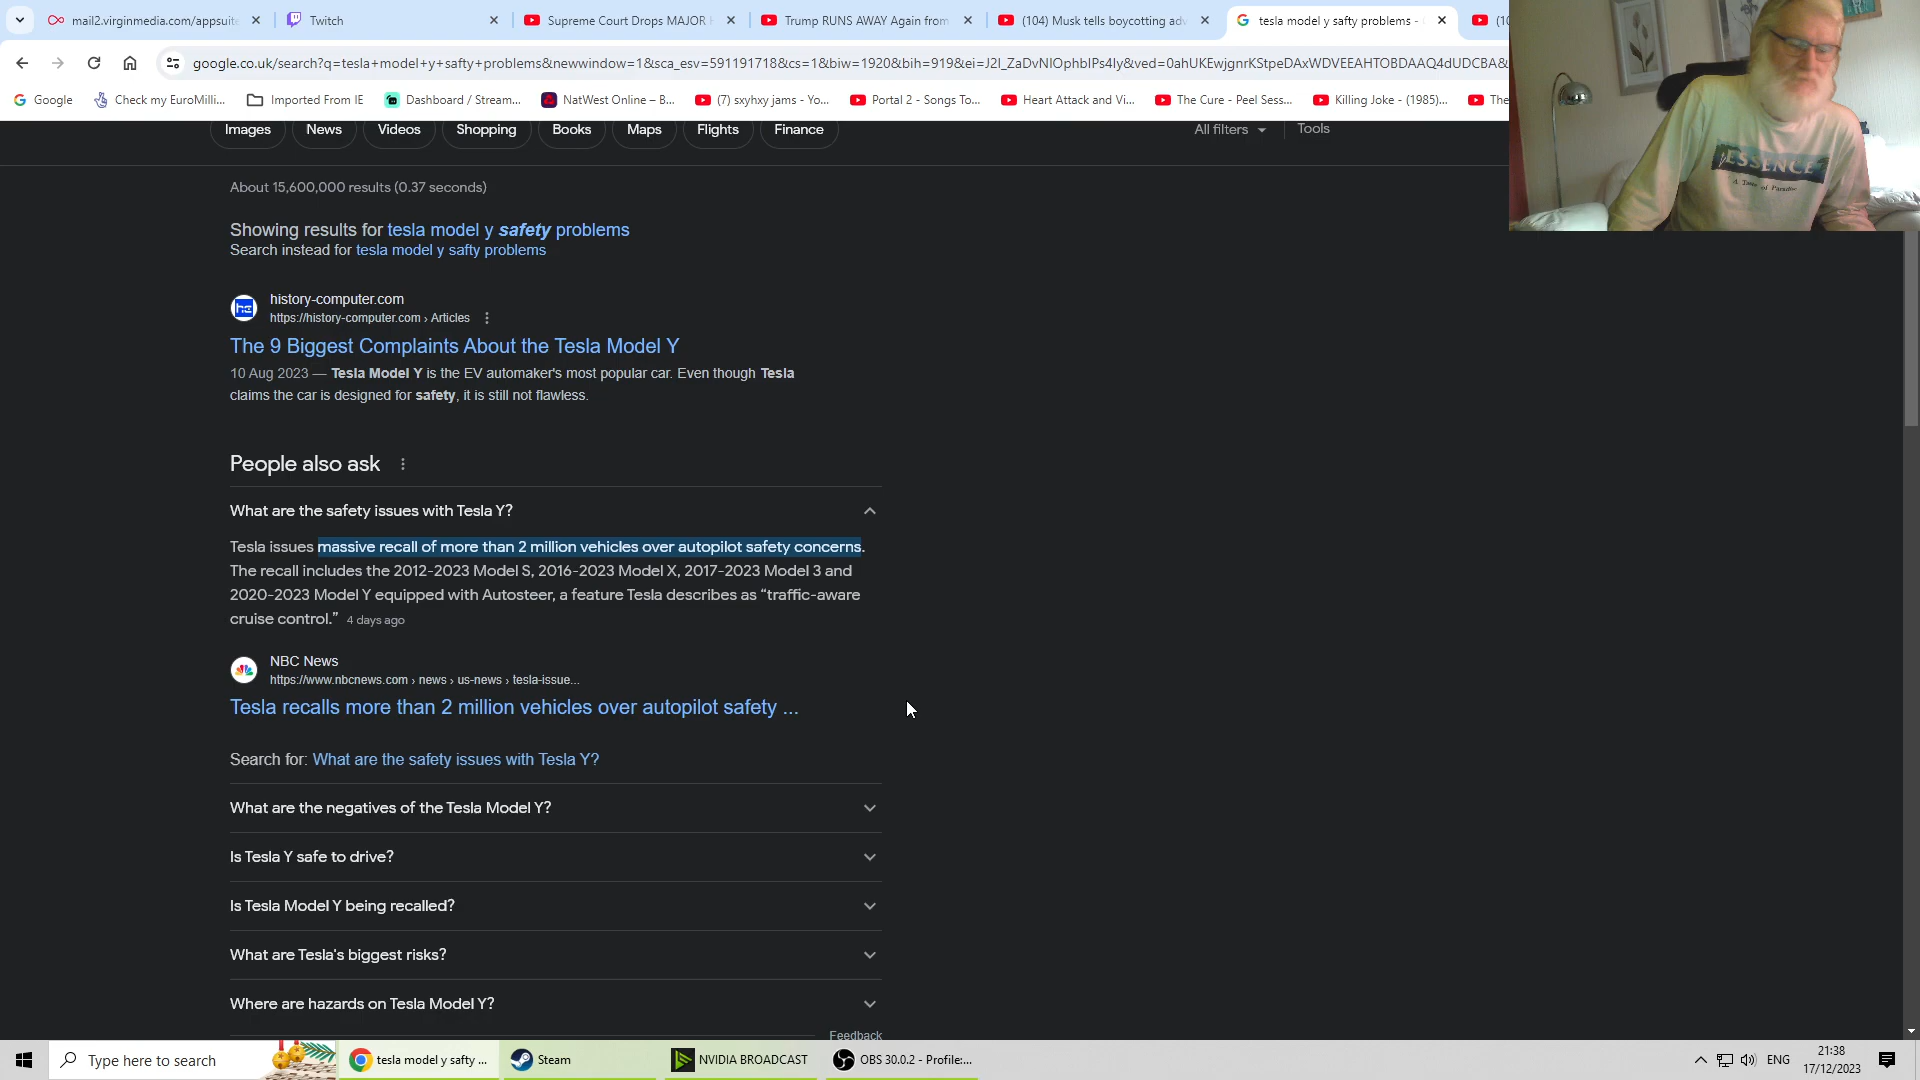 mail2.virginmedia.com/appsuite
Twitch
Supreme Court Drops MAJOR
Trump RUNS AWAY Again from
(104) Musk tells boycotting adv
tesla model y safty problems -
google.co.uk/search?q=tesla+model+y+safty+problems&newwindow=1&sca_esv=591191718&cs=1&biw=1920&bih=919&ei=J2l_ZaDvNIOphbIPs4Iy&ved=0ahUKEwjgnrKStpeDAxWDVEEAHTOBDAAQ4dUDCBA&
Google
Check my EuroMilli...
Imported From IE
Dashboard / Stream...
NatWest Online – B...
(7) sxyhxy jams - Yo...
Portal 2 - Songs To...
Heart Attack and Vi...
The Cure - Peel Sess...
Killing Joke - (1985)...
The
Images
News
Videos
Shopping
Books
Maps
Flights
Finance
All filters
Tools
ESSENCE
About 15,600,000 results (0.37 seconds)
Showing results for tesla model y safety problems
Search instead for tesla model y safty problems
history-computer.com
https://history-computer.com › Articles
The 9 Biggest Complaints About the Tesla Model Y
10 Aug 2023 — Tesla Model Y is the EV automaker's most popular car. Even though Tesla
claims the car is designed for safety, it is still not flawless.
People also ask
What are the safety issues with Tesla Y?
Tesla issues massive recall of more than 2 million vehicles over autopilot safety concerns.
The recall includes the 2012-2023 Model S, 2016-2023 Model X, 2017-2023 Model 3 and
2020-2023 Model Y equipped with Autosteer, a feature Tesla describes as “traffic-aware
cruise control.” 4 days ago
NBC News
https://www.nbcnews.com › news › us-news › tesla-issue...
Tesla recalls more than 2 million vehicles over autopilot safety ...
Search for: What are the safety issues with Tesla Y?
What are the negatives of the Tesla Model Y?
Is Tesla Y safe to drive?
Is Tesla Model Y being recalled?
What are Tesla's biggest risks?
Where are hazards on Tesla Model Y?
Feedback
Type here to search
tesla model y safty ...
Steam
NVIDIA BROADCAST
OBS 30.0.2 - Profile:...
ENG
21:38
17/12/2023